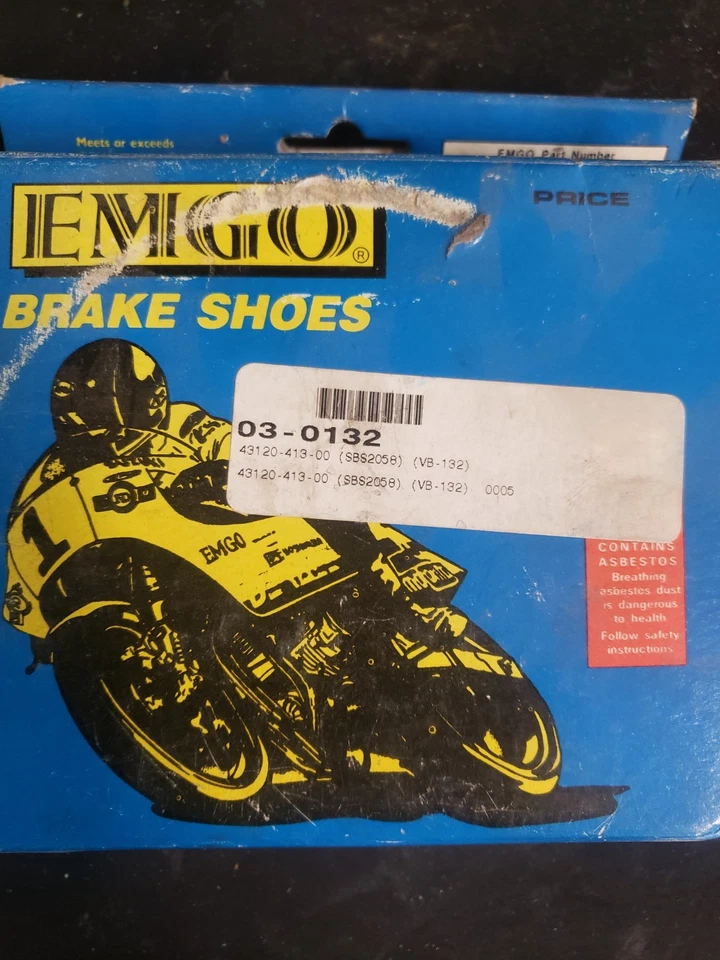 Meets or exceeds
EMGO Part Number
EMGO®
PRICE
BRAKE SHOES
03-0132
43120-413-00 (SBS2058) (VB-132)
43120-413-00 (SBS2058) (VB-132) 0005
1
EMGO
CONTAINS
ASBESTOS
Breathing
asbestos dust
is dangerous
to health
Follow safety
instructions